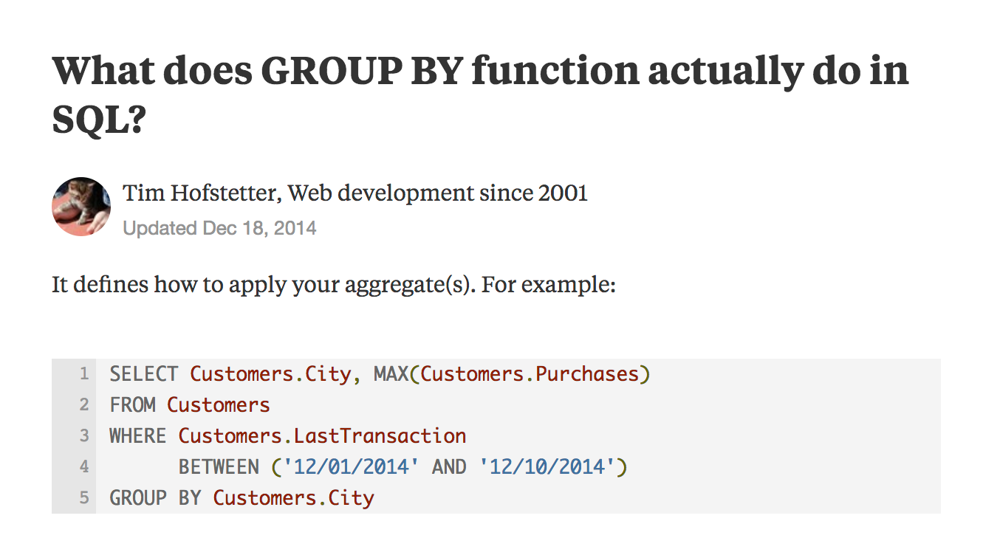 What does GROUP BY function actually do in
SQL?
Tim Hofstetter, Web development since 2001
Updated Dec 18, 2014
It defines how to apply your aggregate(s). For example:
1 SELECT Customers.City, MAX(Customers.Purchases)
2 FROM Customers
3 WHERE Customers.LastTransaction
4       BETWEEN ('12/01/2014' AND '12/10/2014')
5 GROUP BY Customers.City